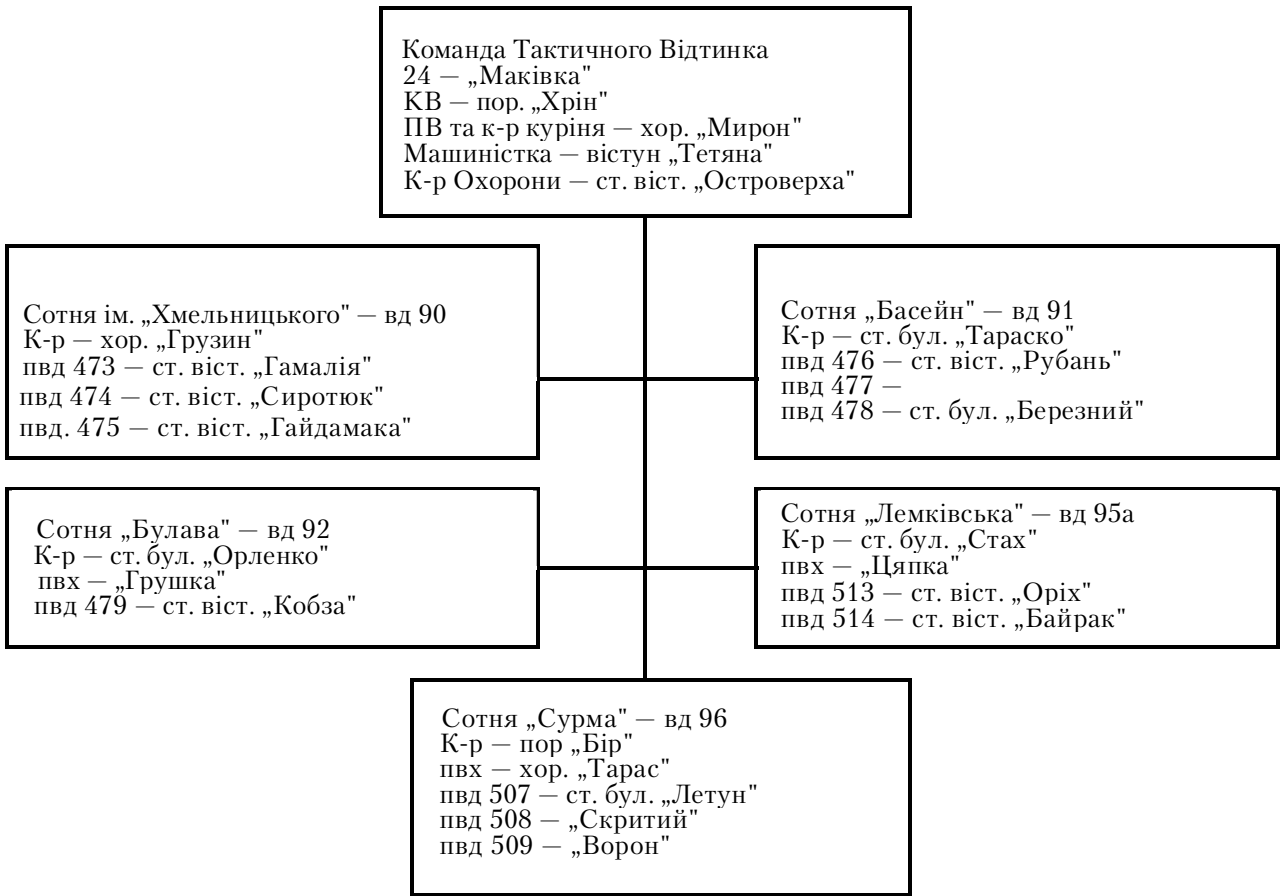 Команда Тактичного Відтинка
24 — „Маківка"
КВ — пор. „Хрін"
ПВ та к-р куріня — хор. „Мирон"
Машиністка — вістун „Тетяна"
К-р Охорони — ст. віст. „Островерха"
Сотня ім. „Хмельницького" — вд 90
К-р — хор. „Грузин"
пвд 473 — ст. віст. „Гамалія"
пвд 474 — ст. віст. „Сиротюк"
пвд. 475 — ст. віст. „Гайдамака"
Сотня „Басейн" — вд 91
К-р — ст. бул. „Тараско"
пвд 476 — ст. віст. „Рубань"
пвд 477 —
пвд 478 — ст. бул. „Березний"
Сотня „Булава" — вд 92
К-р — ст. бул. „Орленко"
пвх — „Грушка"
пвд 479 — ст. віст. „Кобза"
Сотня „Лемківська" — вд 95а
К-р — ст. бул. „Стах"
пвх — „Цяпка"
пвд 513 — ст. віст. „Оріх"
пвд 514 — ст. віст. „Байрак"
Сотня „Сурма" — вд 96
К-р — пор „Бір"
пвх — хор. „Тарас"
пвд 507 — ст. бул. „Летун"
пвд 508 — „Скритий"
пвд 509 — „Ворон"